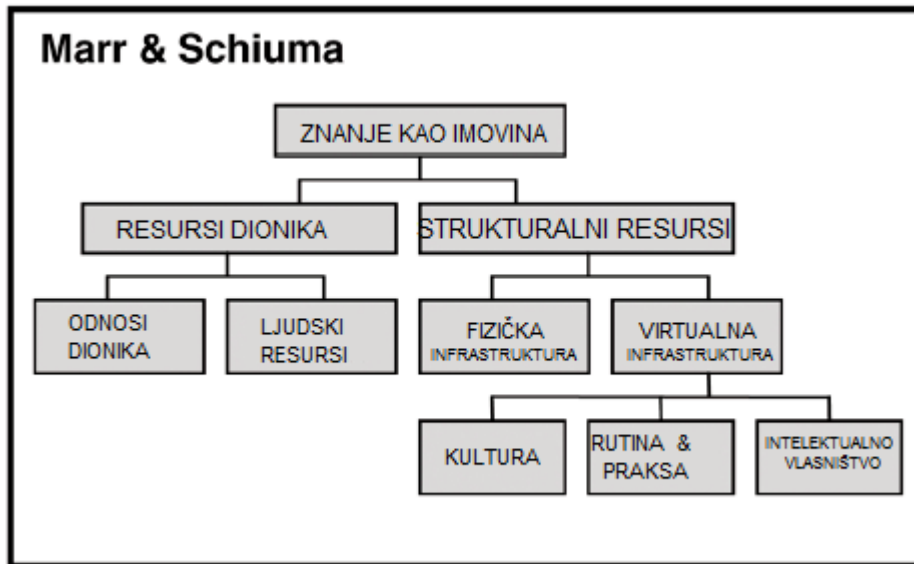 Marr & Schiuma
ZNANJE KAO IMOVINA
RESURSI DIONIKA
STRUKTURALNI RESURSI
ODNOSI
DIONIKA
LJUDSKI
RESURSI
FIZIČKA
INFRASTRUKTURA
VIRTUALNA
INFRASTRUKTURA
KULTURA
RUTINA &
PRAKSA
INTELEKTUALNO
VLASNIŠTVO